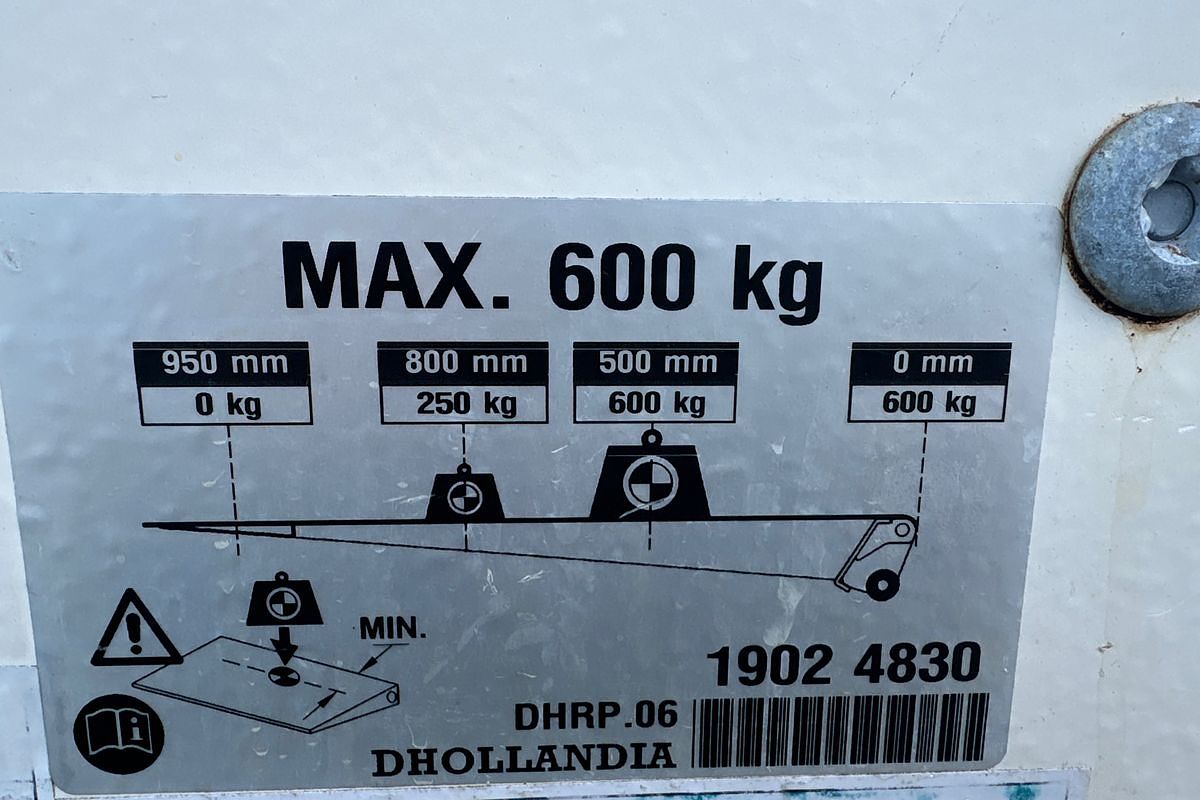 MAX. 600 kg
950 mm 800 mm 500 mm 0 mm
0 kg 250 kg 600 kg 600 kg
MIN.
1902 4830
DHRP.06
DHOLLANDIA